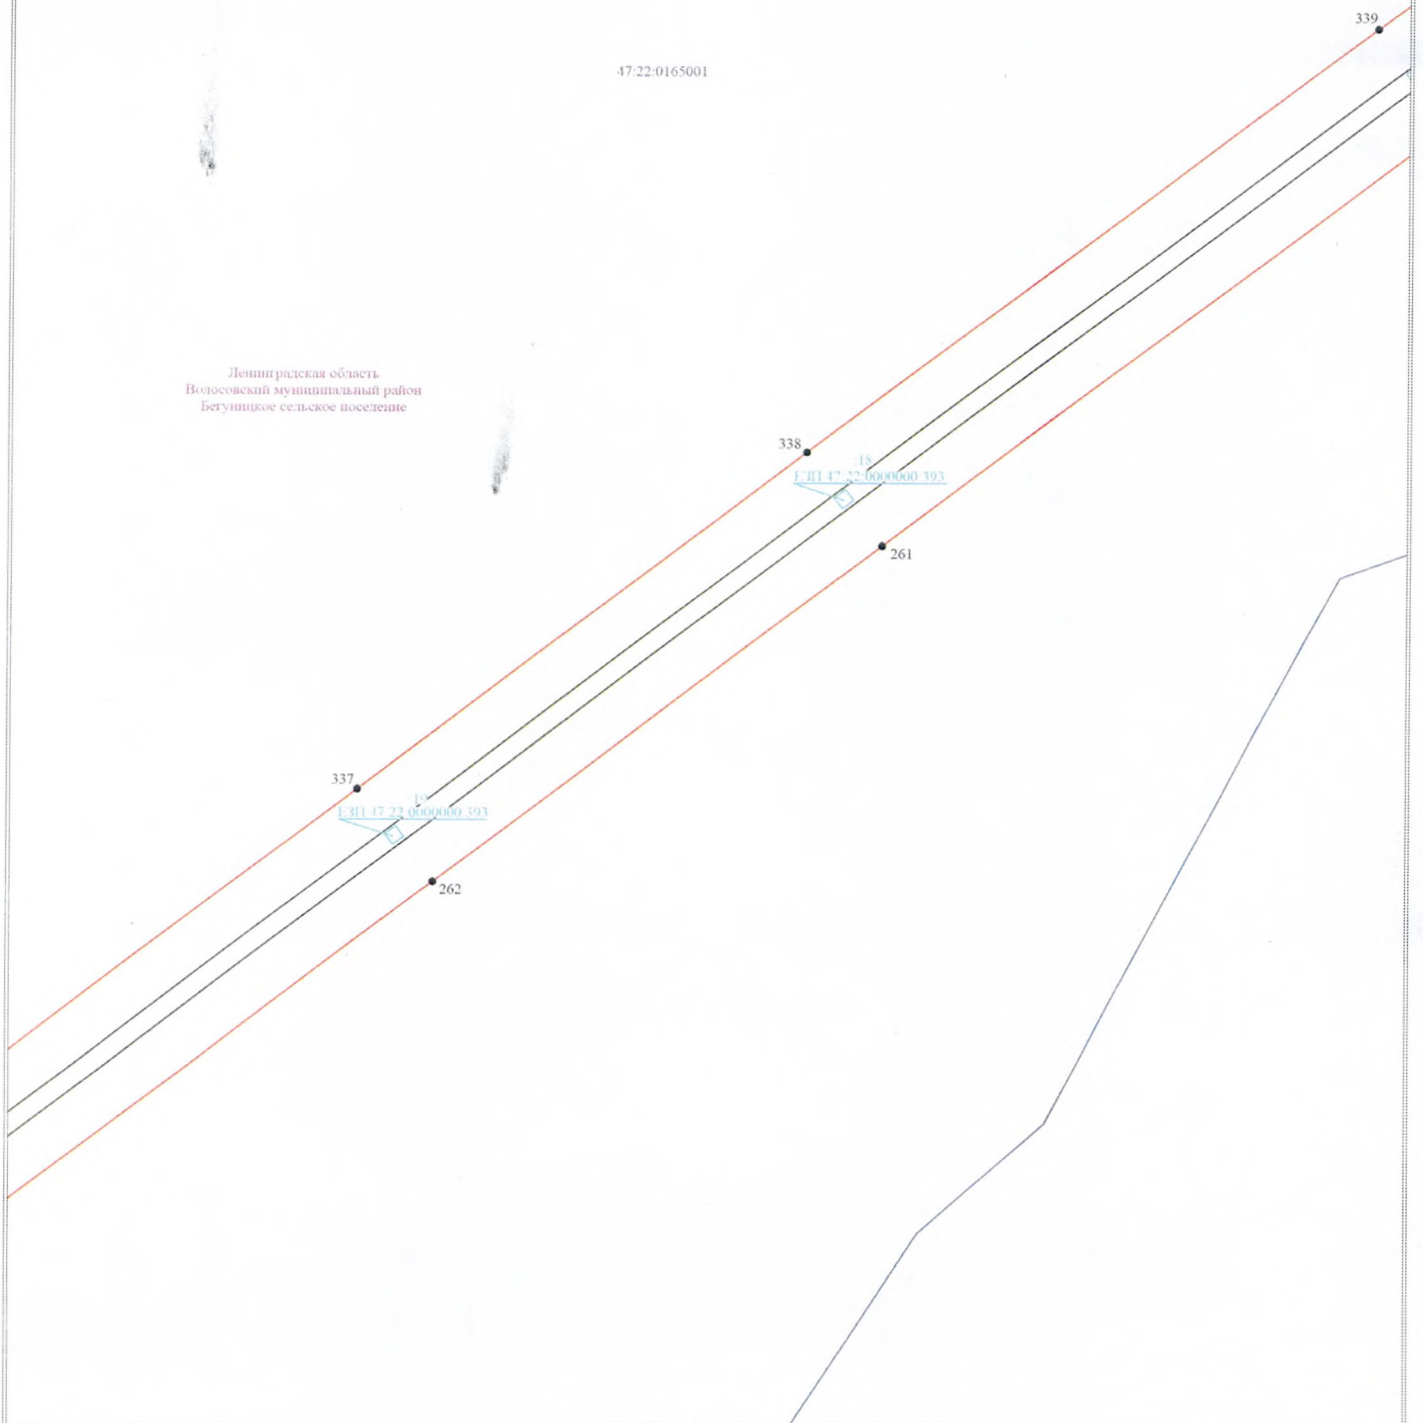 339
47:22:0165001
Ленинградская область
Волосовский муниципальный район
Бегуницкое сельское поселение
338
:18
ЕЗП 47:22:0000000:393
261
337
:19
ЕЗП 47:22:0000000:393
262